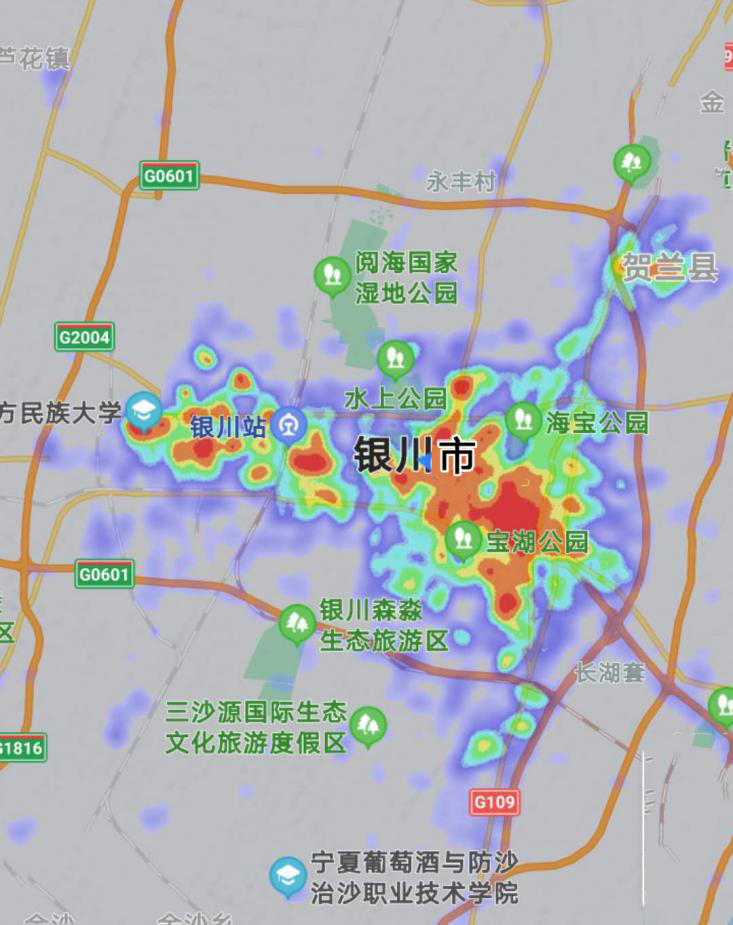 芦花镇
金
G0601
永丰村
贺兰县
阅海国家
湿地公园
G2004
水上公园
方民族大学
银川站
海宝公园
银川市
宝湖公园
G0601
银川森淼
生态旅游区
区
长湖套
三沙源国际生态
文化旅游度假区
G1816
G109
宁夏葡萄酒与防沙
治沙职业技术学院